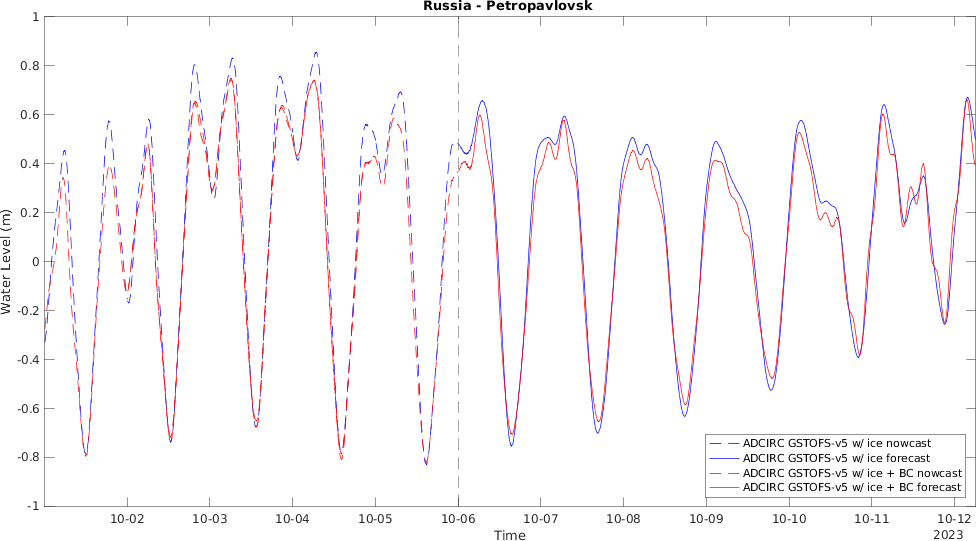 Russia - Petropavlovsk
1
0.8
0.6
0.4
0.2
0
-0.2
-0.4
-0.6
-0.8
-1
Water Level (m)
ADCIRC GSTOFS-v5 w/ ice nowcast
ADCIRC GSTOFS-v5 w/ ice forecast
ADCIRC GSTOFS-v5 w/ ice + BC nowcast
ADCIRC GSTOFS-v5 w/ ice + BC forecast
10-02 10-03 10-04 10-05 10-06 10-07 10-08 10-09 10-10 10-11 10-12
Time
2023